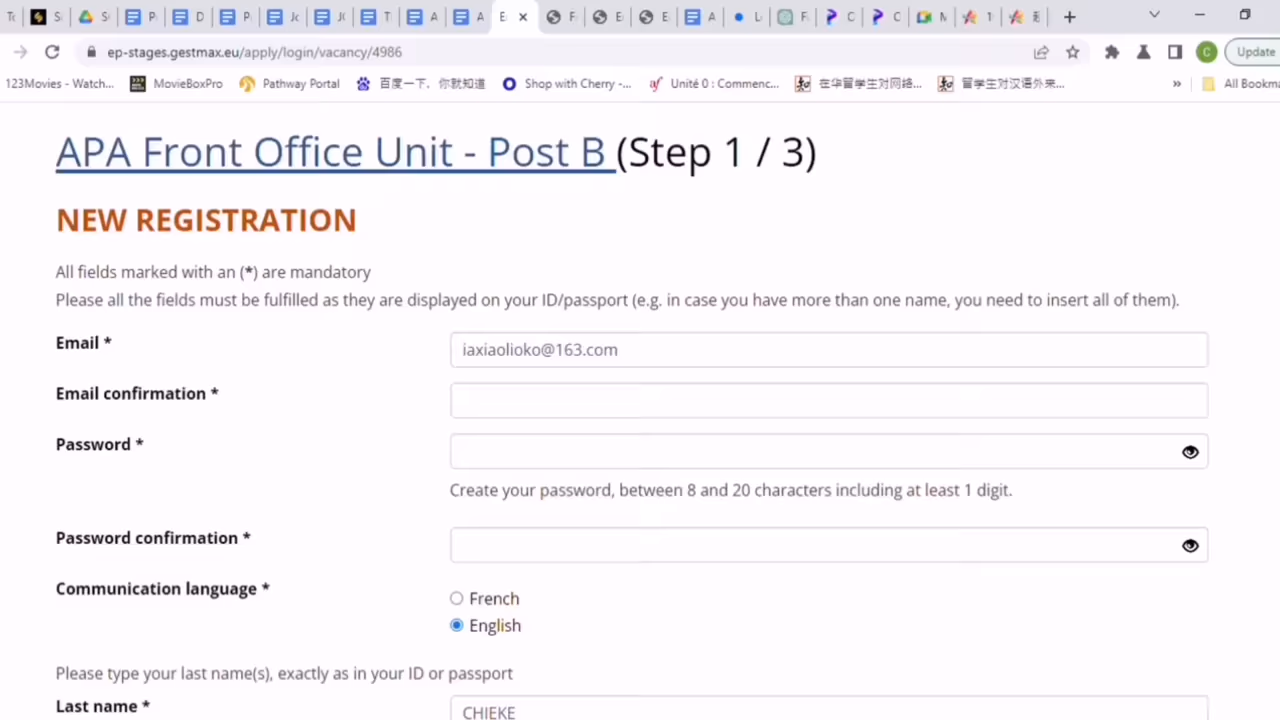 ep-stages.gestmax.eu/apply/login/vacancy/4986
Update
123Movies - Watch...
MovieBoxPro
Pathway Portal
百度一下，你就知道
Shop with Cherry -...
Unité 0 : Commenc...
在华留学生对网络...
留学生对汉语外来...
»
All Bookma
APA Front Office Unit - Post B (Step 1 / 3)
NEW REGISTRATION
All fields marked with an (*) are mandatory
Please all the fields must be fulfilled as they are displayed on your ID/passport (e.g. in case you have more than one name, you need to insert all of them).
Email *
iaxiaolioko@163.com
Email confirmation *
Password *
Create your password, between 8 and 20 characters including at least 1 digit.
Password confirmation *
Communication language *
French
English
Please type your last name(s), exactly as in your ID or passport
Last name *
CHIEKE